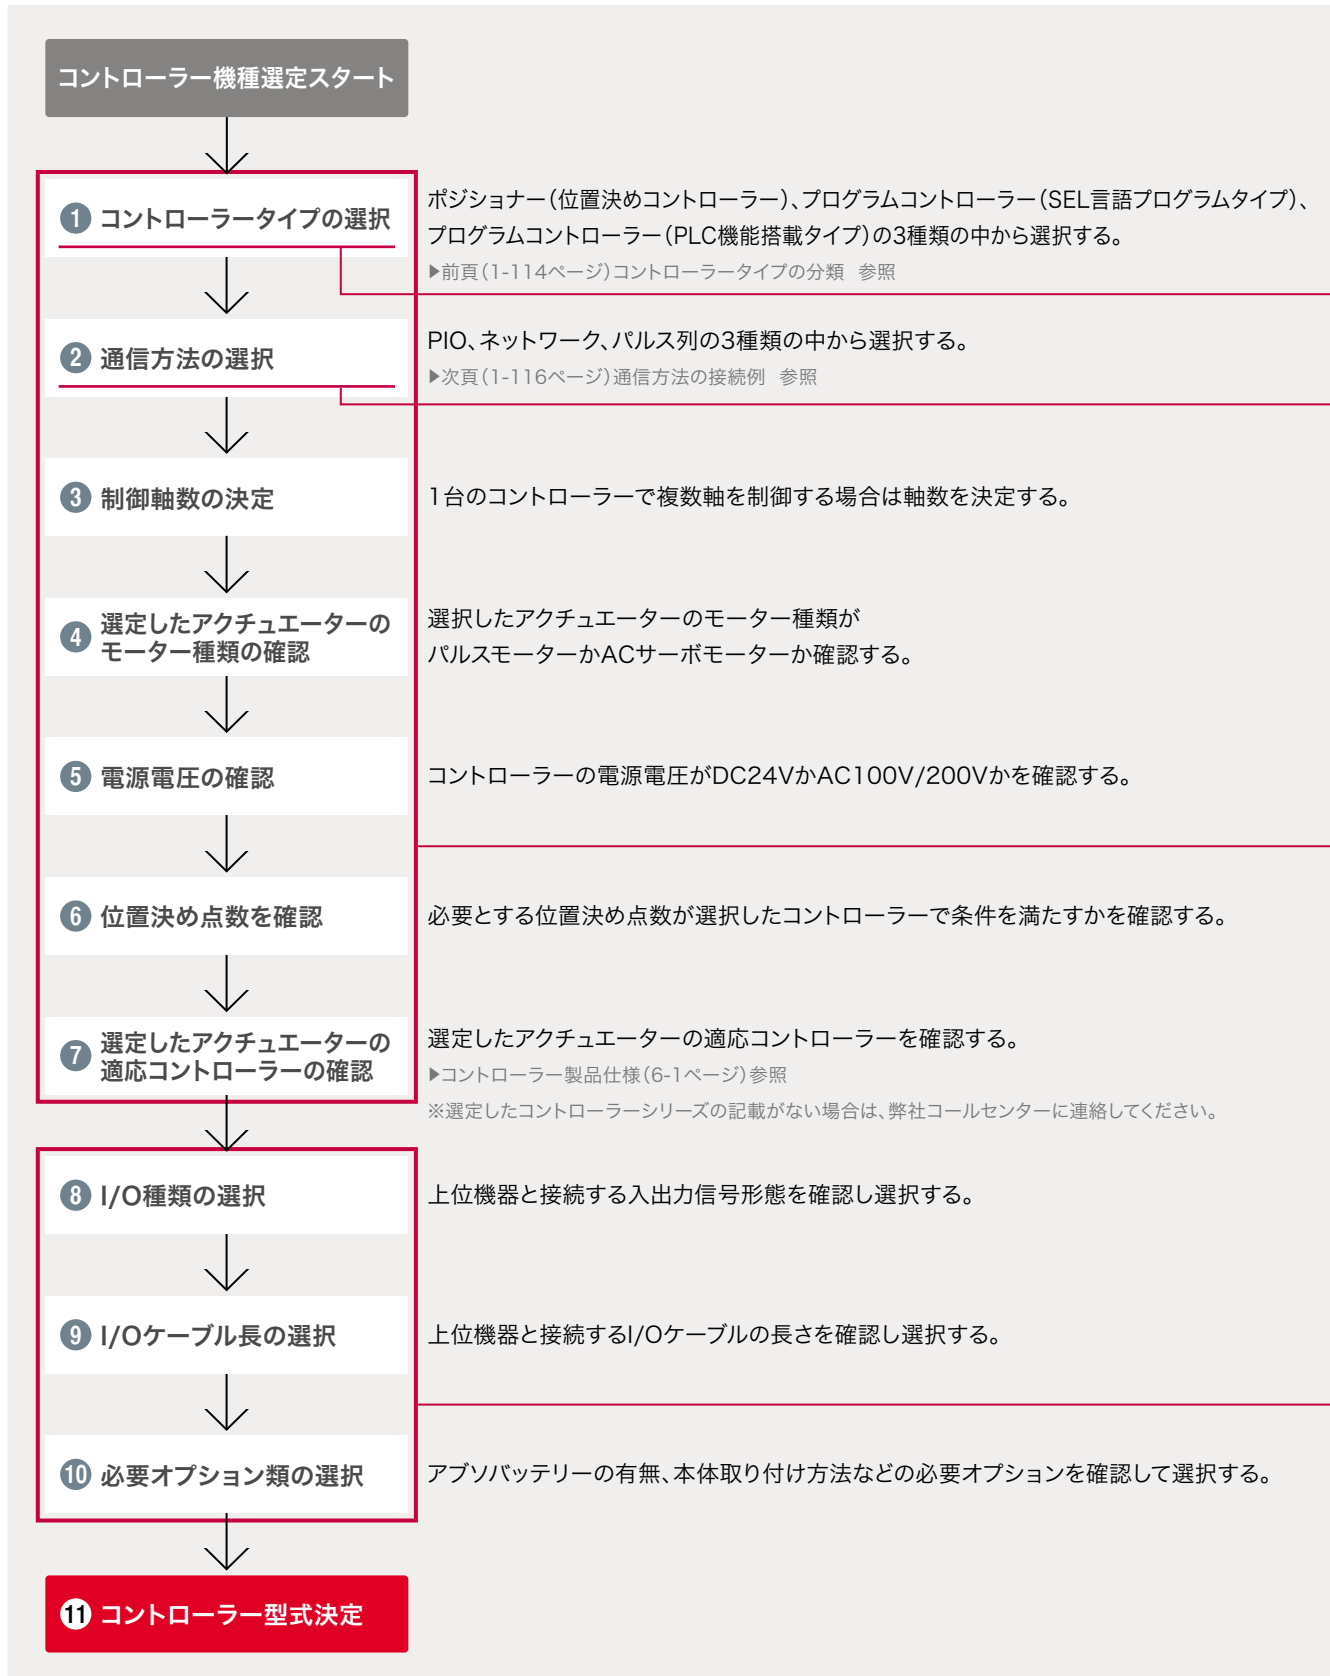 コントローラー機種選定スタート
1 コントローラータイプの選択
ポジショナー（位置決めコントローラー）、プログラムコントローラー（SEL言語プログラムタイプ）、
プログラムコントローラー（PLC機能搭載タイプ）の3種類の中から選択する。
▶前頁（1-114ページ）コントローラータイプの分類 参照
2 通信方法の選択
PIO、ネットワーク、パルス列の3種類の中から選択する。
▶次頁（1-116ページ）通信方法の接続例 参照
3 制御軸数の決定
1台のコントローラーで複数軸を制御する場合は軸数を決定する。
4 選定したアクチュエーターの
モーター種類の確認
選択したアクチュエーターのモーター種類が
パルスモーターかACサーボモーターか確認する。
5 電源電圧の確認
コントローラーの電源電圧がDC24VかAC100V/200Vかを確認する。
6 位置決め点数を確認
必要とする位置決め点数が選択したコントローラーで条件を満たすかを確認する。
7 選定したアクチュエーターの
適応コントローラーの確認
選定したアクチュエーターの適応コントローラーを確認する。
▶コントローラー製品仕様（6-1ページ）参照
※選定したコントローラーシリーズの記載がない場合は、弊社コールセンターに連絡してください。
8 I/O種類の選択
上位機器と接続する入出力信号形態を確認し選択する。
9 I/Oケーブル長の選択
上位機器と接続するI/Oケーブルの長さを確認し選択する。
10 必要オプション類の選択
アブソバッテリーの有無、本体取り付け方法などの必要オプションを確認して選択する。
11 コントローラー型式決定